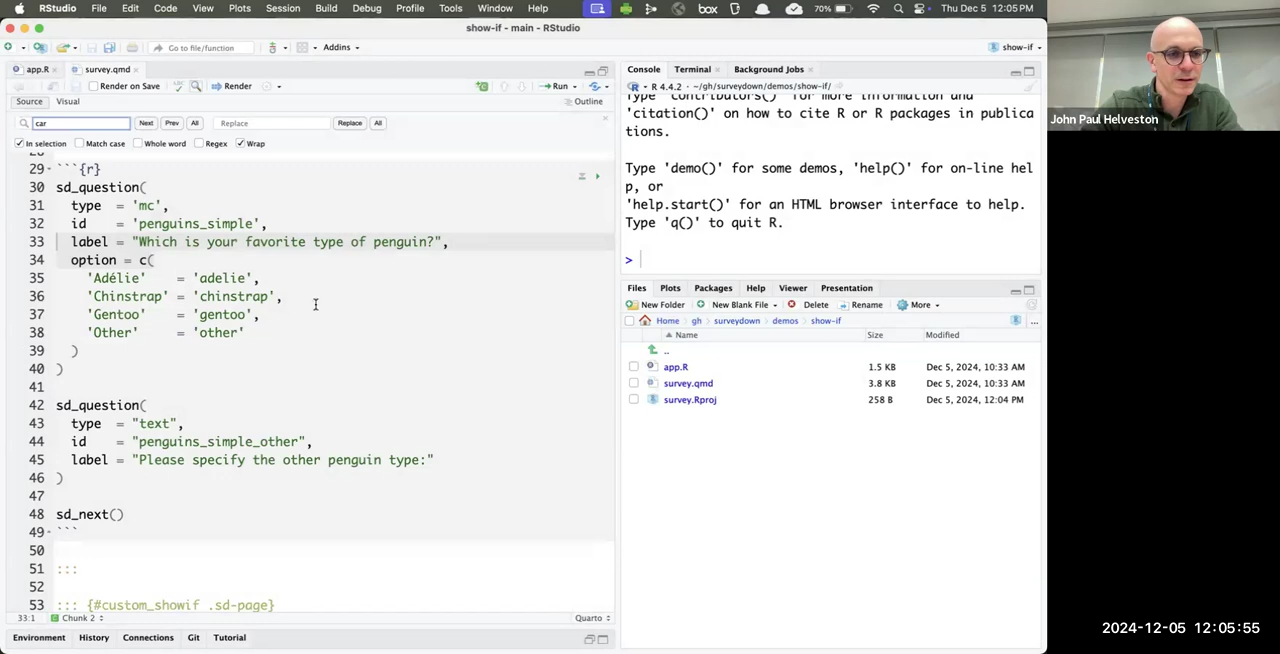 RStudio File Edit Code View Plots Session Build Debug Profile Tools Window Help box 70% Thu Dec 5 12:05 PM
show-if - main - RStudio
Go to file/function Addins show-if
app.R survey.qmd
Render on Save Render Run
Source Visual Outline
car Next Prev All Replace Replace All
In selection Match case Whole word Regex Wrap
28
29 ```{r}
30 sd_question(
31 type = 'mc',
32 id = 'penguins_simple',
33 label = "Which is your favorite type of penguin?",
34 option = c(
35 'Adélie' = 'adelie',
36 'Chinstrap' = 'chinstrap',
37 'Gentoo' = 'gentoo',
38 'Other' = 'other'
39 )
40 )
41
42 sd_question(
43 type = "text",
44 id = "penguins_simple_other",
45 label = "Please specify the other penguin type:"
46 )
47
48 sd_next()
49 ```
50
51 :::
52
53 ::: {#custom_showif .sd-page}
33:1 Chunk 2 Quarto
Environment History Connections Git Tutorial
Console Terminal Background Jobs
R 4.4.2 · ~/gh/surveydown/demos/show-if/
Type 'contributors()' for more information and
'citation()' on how to cite R or R packages in publica
tions.
Type 'demo()' for some demos, 'help()' for on-line hel
p, or
'help.start()' for an HTML browser interface to help.
Type 'q()' to quit R.
>
Files Plots Packages Help Viewer Presentation
New Folder New Blank File Delete Rename More
Home gh surveydown demos show-if ...
Name Size Modified
..
app.R 1.5 KB Dec 5, 2024, 10:33 AM
survey.qmd 3.8 KB Dec 5, 2024, 10:33 AM
survey.Rproj 258 B Dec 5, 2024, 12:04 PM
John Paul Helveston
2024-12-05 12:05:55